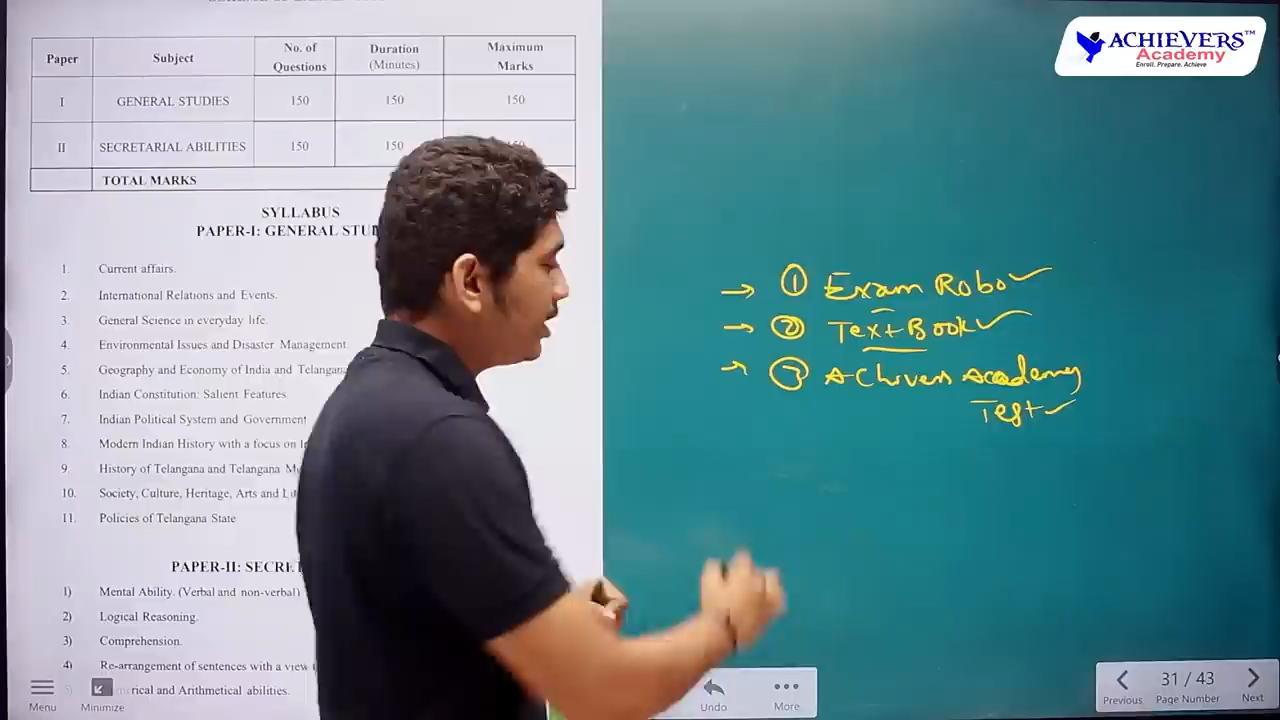 ACHIEVERS™
Academy
Enroll. Prepare. Achieve
Paper Subject No. of Questions Duration (Minutes) Maximum Marks
I GENERAL STUDIES 150 150 150
II SECRETARIAL ABILITIES 150 150
TOTAL MARKS
SYLLABUS
PAPER-I: GENERAL
1. Current affairs.
2. International Relations and Events.
3. General Science in everyday life.
4. Environmental Issues and Disaster Management
5. Geography and Economy of India and Telangana
6. Indian Constitution: Salient Features
7. Indian Political System and Government
8. Modern Indian History with a focus on
9. History of Telangana and Telangana
10. Society, Culture, Heritage, Arts and
11. Policies of Telangana State
PAPER-II:
1) Mental Ability. (Verbal and non-verbal)
2) Logical Reasoning.
3) Comprehension.
4) Re-arrangement of sentences with a view
and Arithmetical abilities.
→ ① Exam Robo ✓
→ ② Text Book ✓
→ ③ Achivers Academy
Test ✓
Menu
Minimize
Undo
More
31 / 43
Previous Page Number Next